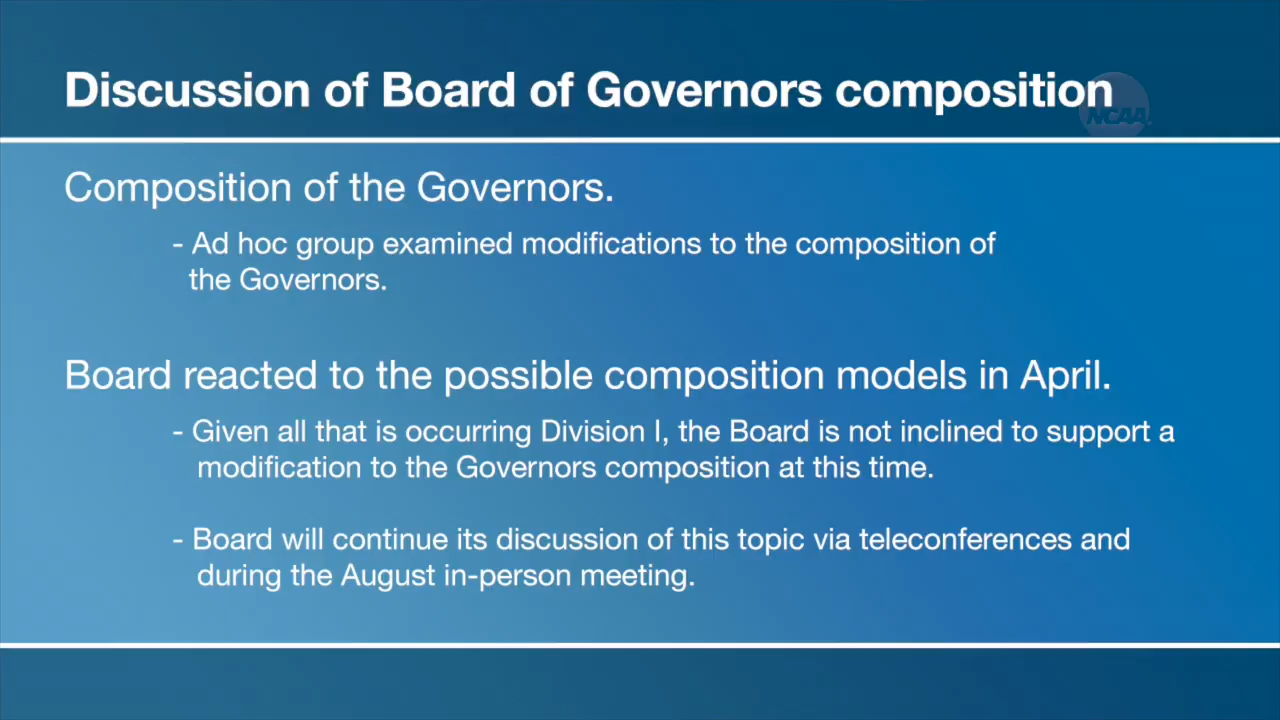 Discussion of Board of Governors composition
NCAA
Composition of the Governors.
- Ad hoc group examined modifications to the composition of
the Governors.
Board reacted to the possible composition models in April.
- Given all that is occurring Division I, the Board is not inclined to support a
modification to the Governors composition at this time.
- Board will continue its discussion of this topic via teleconferences and
during the August in-person meeting.